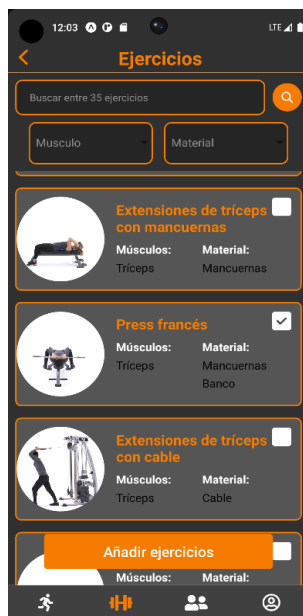 12:03
LTE
Ejercicios
Buscar entre 35 ejercicios
Musculo
Material
Extensiones de tríceps
con mancuernas
Músculos:
Material:
Tríceps
Mancuernas
Press francés
Músculos:
Material:
Tríceps
Mancuernas
Banco
Extensiones de tríceps
con cable
Músculos:
Material:
Tríceps
Cable
Añadir ejercicios
Músculos:
Material: